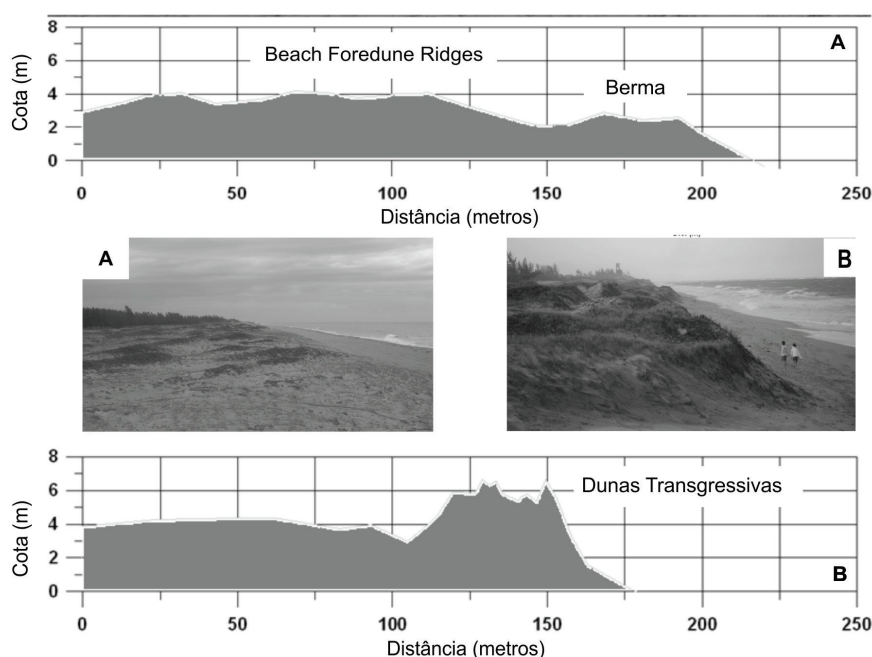 8
A
Beach Foredune Ridges
6
Berma
4
2
0
Cota (m)
0 50 100 150 200 250
Distância (metros)
A
B
8
6
Dunas Transgressivas
4
2
0
B
Cota (m)
0 50 100 150 200 250
Distância (metros)